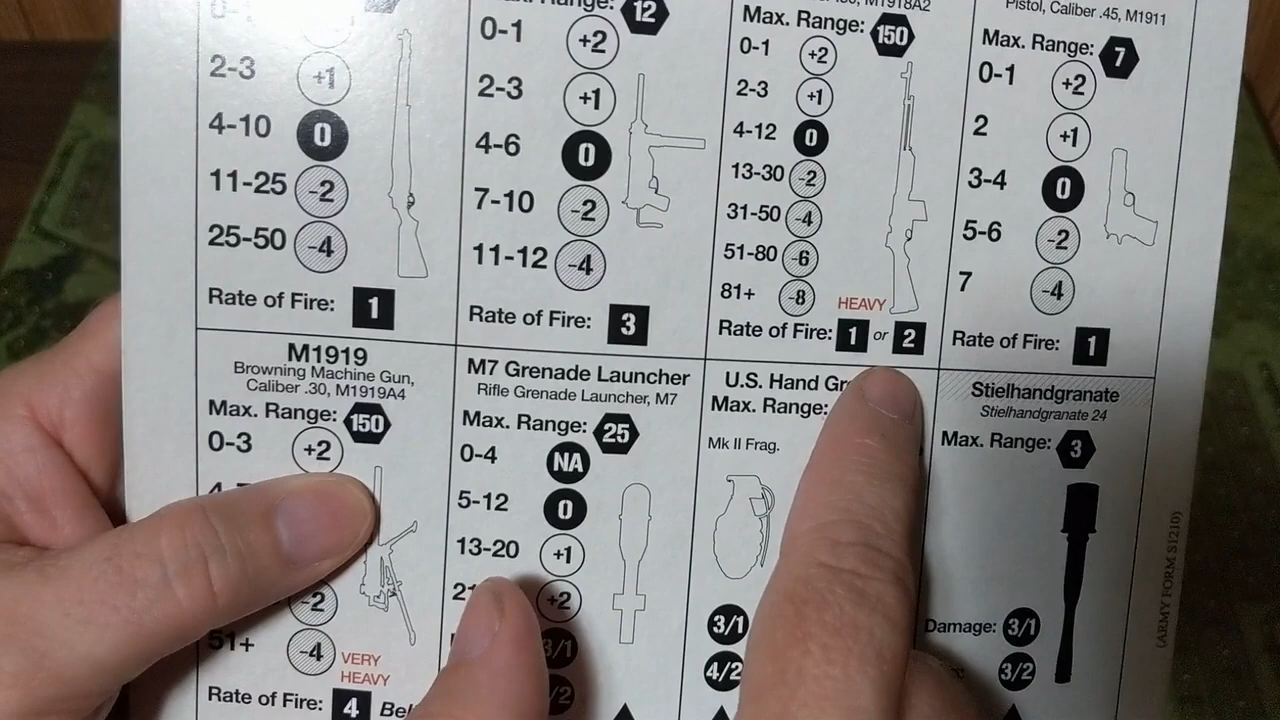 0-
2-3 +1
4-10 0
11-25 -2
25-50 -4
Rate of Fire: 1
Range: 12
0-1 +2
2-3 +1
4-6 0
7-10 -2
11-12 -4
Rate of Fire: 3
M1918A2
Max. Range: 150
0-1 +2
2-3 +1
4-12 0
13-30 -2
31-50 -4
51-80 -6
81+ -8
HEAVY
Rate of Fire: 1 or 2
Pistol, Caliber .45, M1911
Max. Range: 7
0-1 +2
2 +1
3-4 0
5-6 -2
7 -4
Rate of Fire: 1
M1919
Browning Machine Gun,
Caliber .30, M1919A4
Max. Range: 150
0-3 +2
-2
51+ -4
VERY
HEAVY
Rate of Fire: 4
M7 Grenade Launcher
Rifle Grenade Launcher, M7
Max. Range: 25
0-4 NA
5-12 0
13-20 +1
+2
3/1
/2
U.S. Hand Gr
Max. Range:
Mk II Frag.
3/1
4/2
Stielhandgranate
Stielhandgranate 24
Max. Range: 3
Damage: 3/1
3/2
(ARMY FORM S1210)